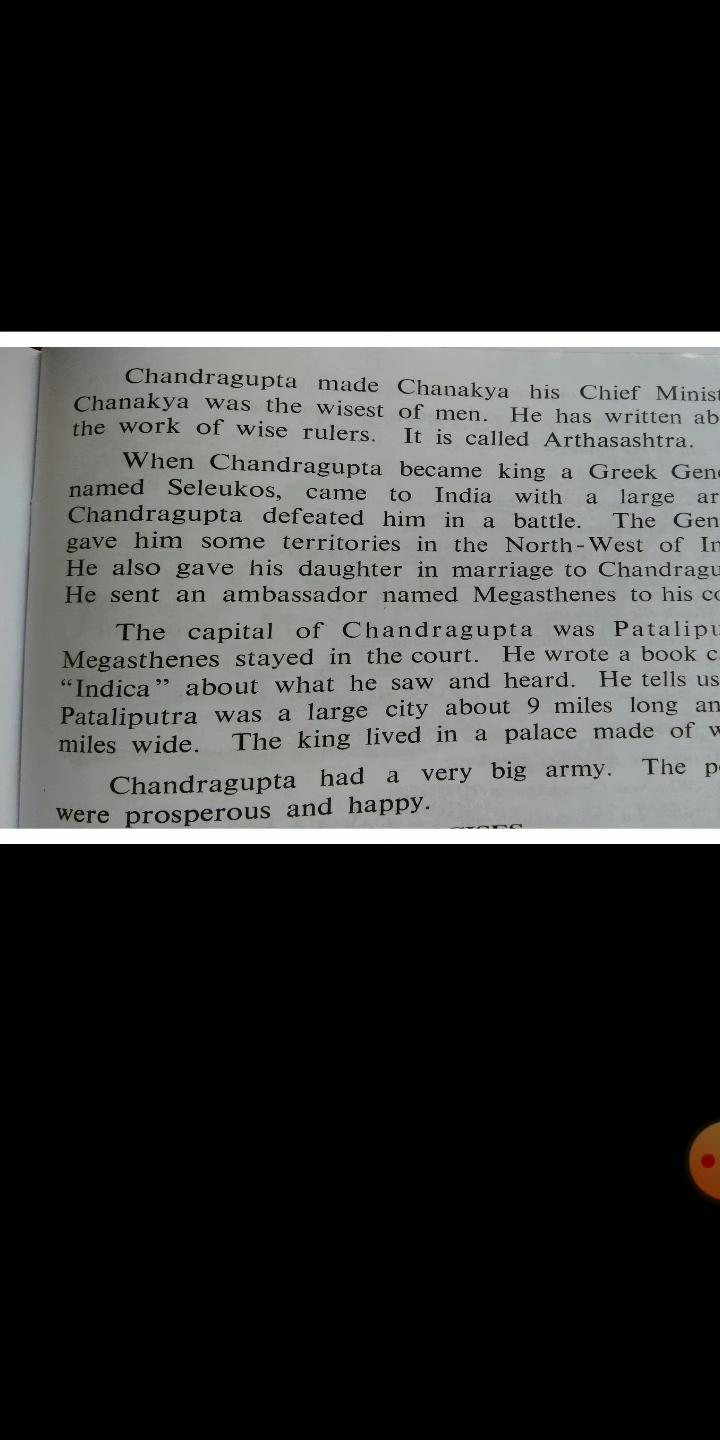 Chandragupta made Chanakya his Chief
Chanakya was the wisest of men. He has written
the work of wise rulers. It is called Arthasashtra.
When Chandragupta became king a Greek
named Seleukos, came to India with a large
Chandragupta defeated him in a battle. The
gave him some territories in the North-West of
He also gave his daughter in marriage to
He sent an ambassador named Megasthenes to his
The capital of Chandragupta was
Megasthenes stayed in the court. He wrote a book
“Indica” about what he saw and heard. He tells us
Pataliputra was a large city about 9 miles long
miles wide. The king lived in a palace made of
Chandragupta had a very big army. The
were prosperous and happy.